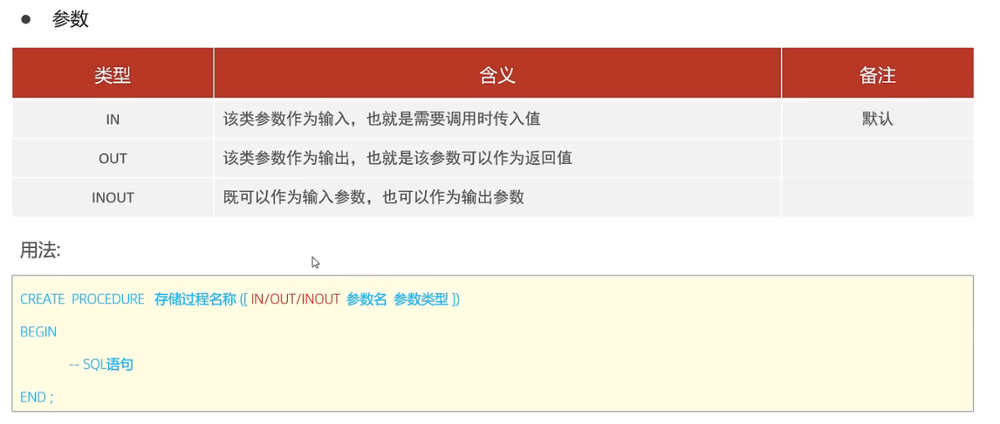 ● 参数
类型 含义 备注
IN 该类参数作为输入，也就是需要调用时传入值 默认
OUT 该类参数作为输出，也就是该参数可以作为返回值
INOUT 既可以作为输入参数，也可以作为输出参数
用法:
CREATE PROCEDURE 存储过程名称 ([ IN/OUT/INOUT 参数名 参数类型 ])
BEGIN
-- SQL语句
END ;